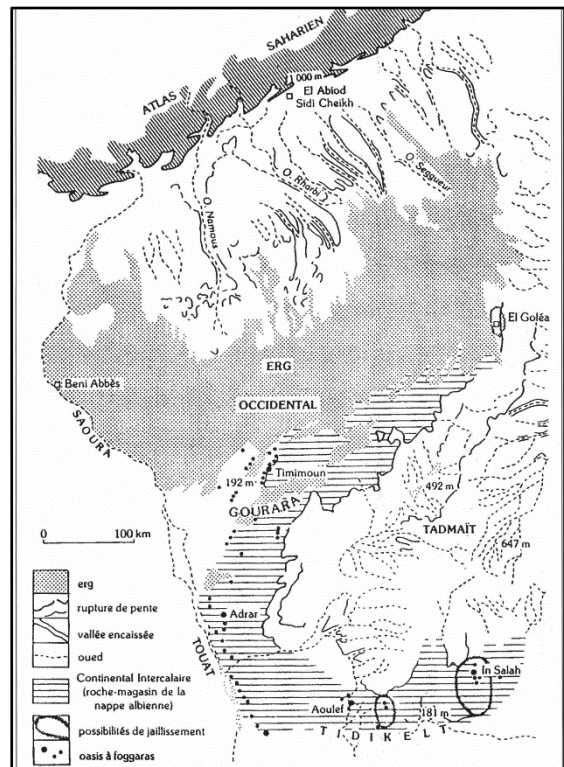 SAHARIEN
ATLAS
1 000 m
El Abiod
Sidi Cheikh
O. Seggueur
O. Rharbi
O. Namous
El Goléa
Beni Abbès
ERG
OCCIDENTAL
SAOURA
Timimoun
192 m
GOURARA
492 m
TADMAÏT
647 m
0 100 km
Adrar
TOUAT
In Salah
Aoulef
181 m
TIDIKELT
erg
rupture de pente
vallée encaissée
oued
Continental Intercalaire
(roche-magasin de la
nappe albienne)
possibilités de jaillissement
oasis à foggaras